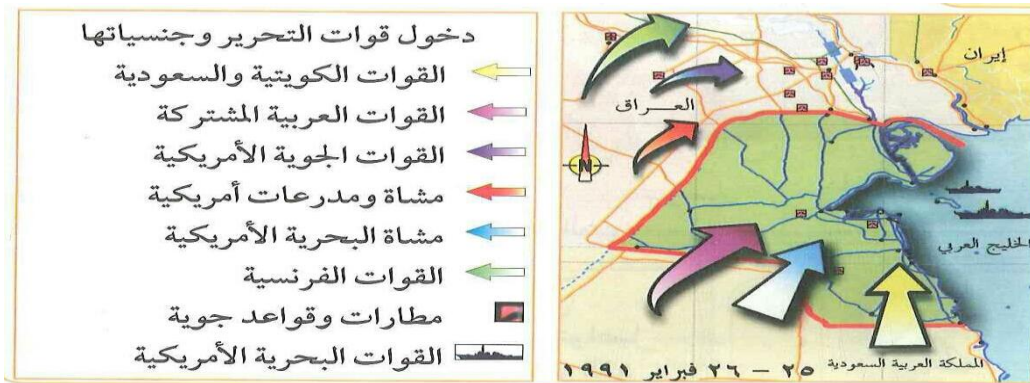 دخول قوات التحرير وجنسياتها
القوات الكويتية والسعودية
القوات العربية المشتركة
القوات الجوية الأمريكية
مشاة ومدرعات أمريكية
مشاة البحرية الأمريكية
القوات الفرنسية
مطارات وقواعد جوية
القوات البحرية الأمريكية
إيران
العـــراق
N
الخليج العربي
المملكة العربية السعودية
٢٥ – ٢٦ فبراير ١٩٩١